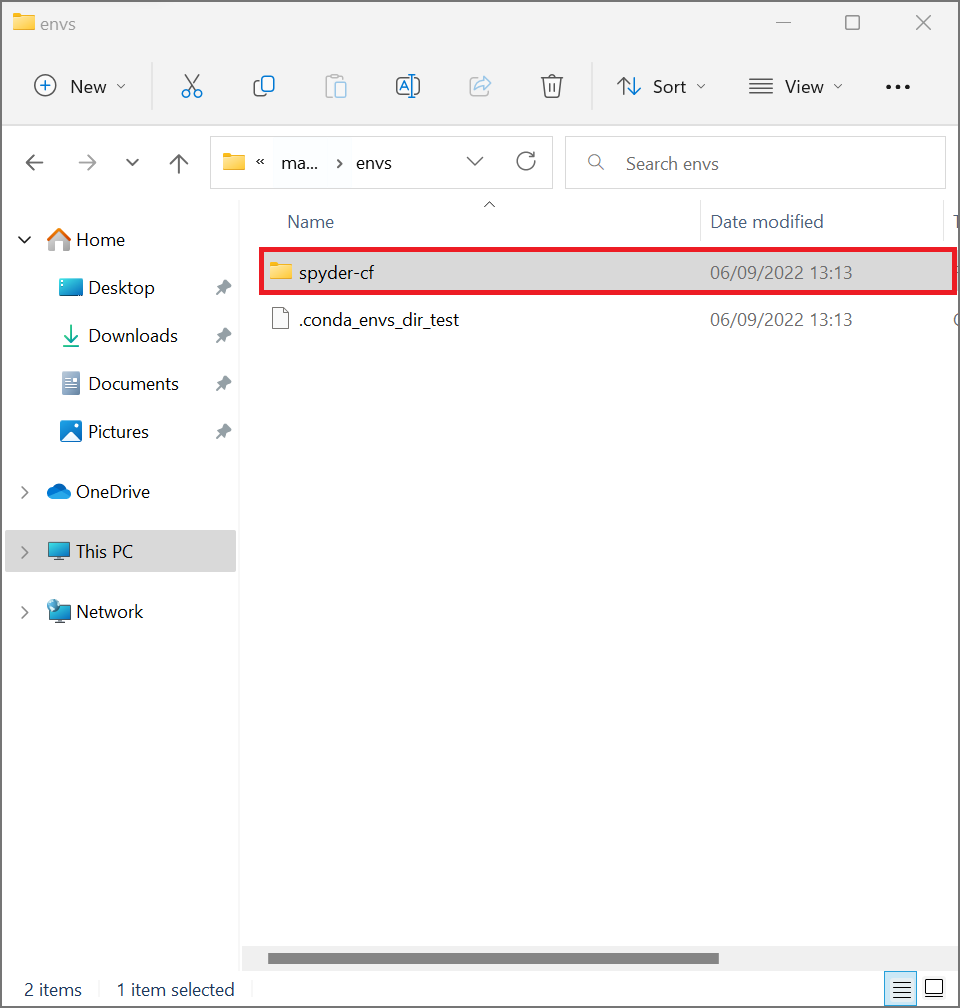 envs
New Sort View
« ma... > envs Search envs
Name Date modified
Home
spyder-cf 06/09/2022 13:13
Desktop
.conda_envs_dir_test 06/09/2022 13:13
Downloads
Documents
Pictures
OneDrive
This PC
Network
2 items 1 item selected